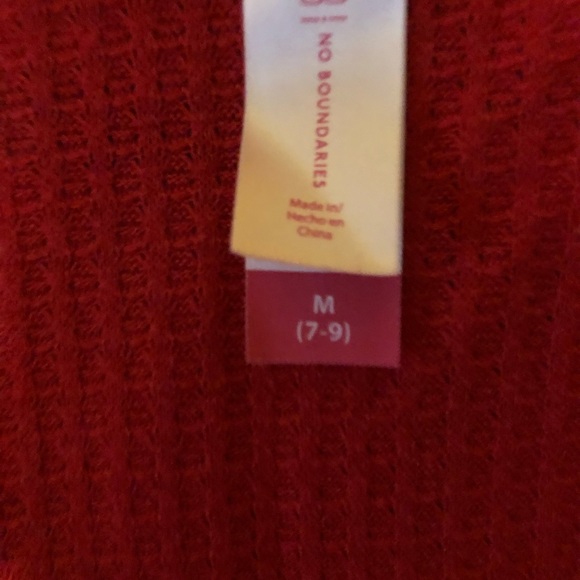 NO BOUNDARIES
Made in/
Hecho en
China
M
(7-9)